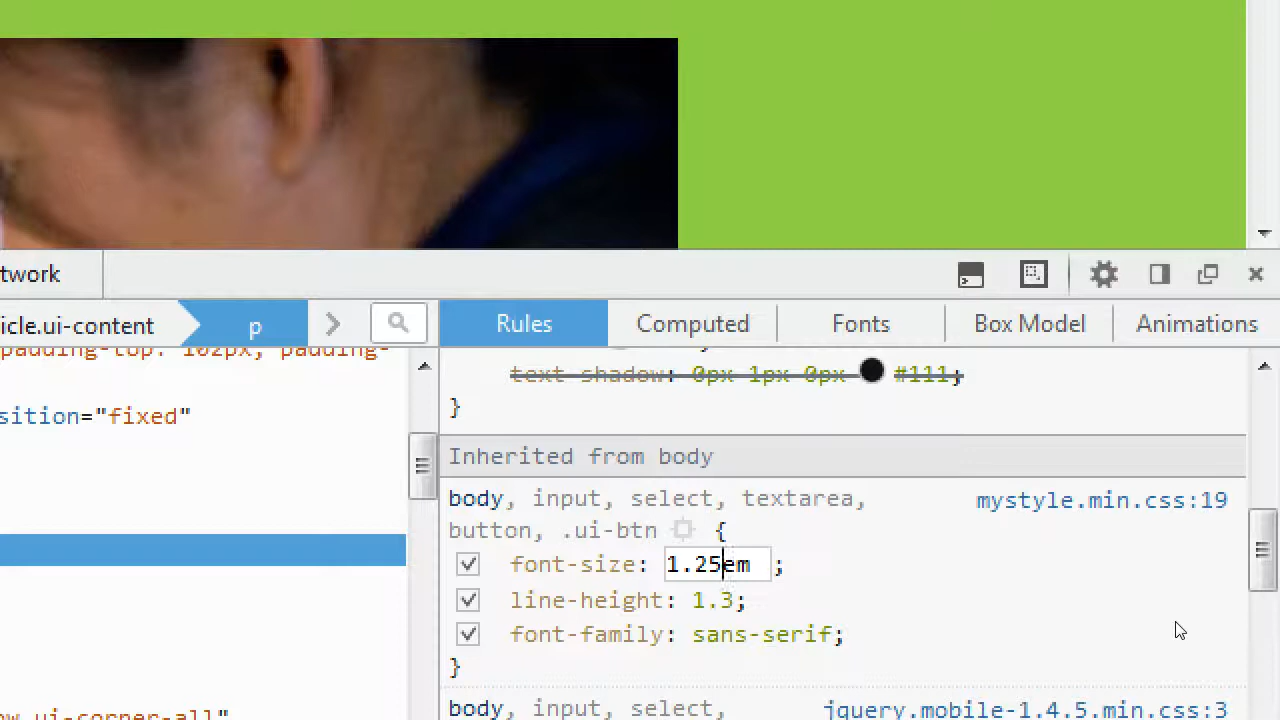 twork
icle.ui-content p
Rules Computed Fonts Box Model Animations
padding-top: 102px; padding-
sition="fixed"
ow ui-corner-all"
text-shadow: 0px 1px 0px #111;
}
Inherited from body
body, input, select, textarea, mystyle.min.css:19
button, .ui-btn {
font-size: 1.25em ;
line-height: 1.3;
font-family: sans-serif;
}
body, input, select, jquery.mobile-1.4.5.min.css:3